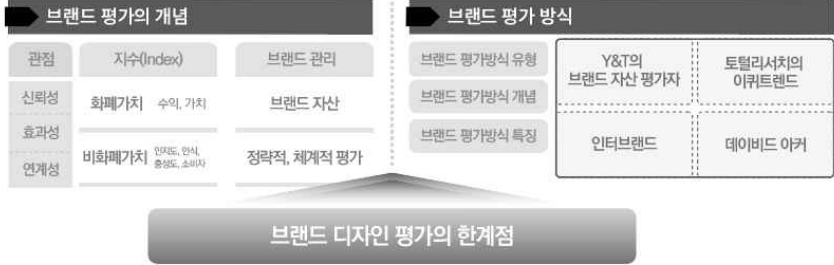 브랜드 평가의 개념
관점
지수(Index)
브랜드 관리
신뢰성
효과성
연계성
화폐가치 수익, 가치
비화폐가치 인지도, 인식,
충성도, 소비자
브랜드 자산
정략적, 체계적 평가
브랜드 평가 방식
브랜드 평가방식 유형
브랜드 평가방식 개념
브랜드 평가방식 특징
Y&T의
브랜드 자산 평가자
토털리서치의
이퀴트렌드
인터브랜드
데이비드 아커
브랜드 디자인 평가의 한계점